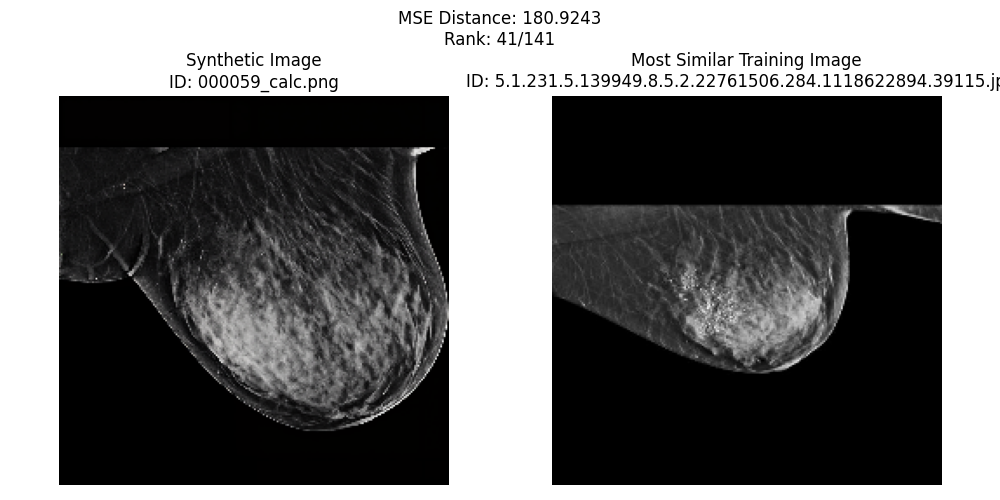 MSE Distance: 180.9243
Rank: 41/141
Synthetic Image
ID: 000059_calc.png
Most Similar Training Image
ID: 5.1.231.5.139949.8.5.2.22761506.284.1118622894.39115.jp